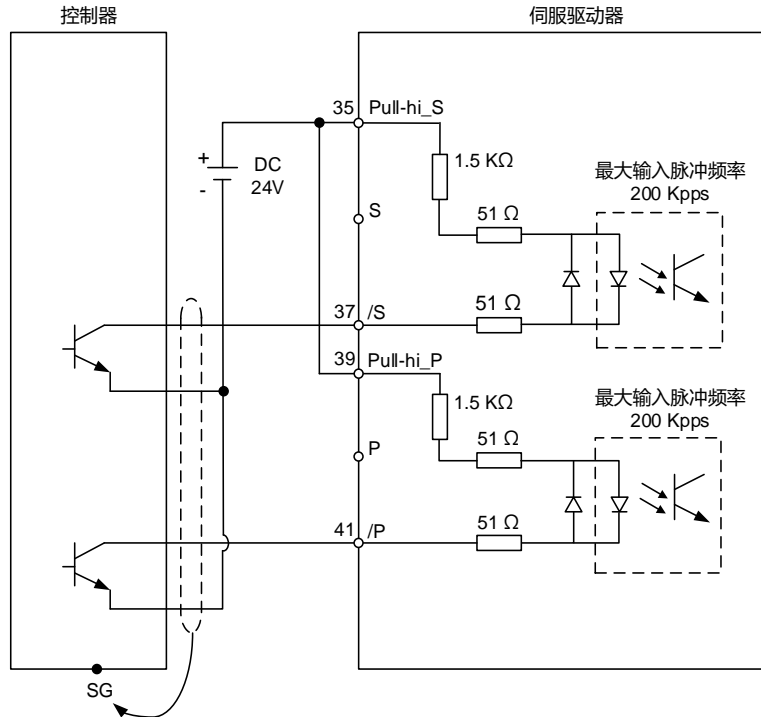 控制器
伺服驱动器
35 Pull-hi_S
1.5 KΩ
+
DC
24V
-
最大输入脉冲频率
200 Kpps
S
51 Ω
51 Ω
37 /S
39 Pull-hi_P
1.5 KΩ
最大输入脉冲频率
200 Kpps
51 Ω
P
51 Ω
41 /P
SG